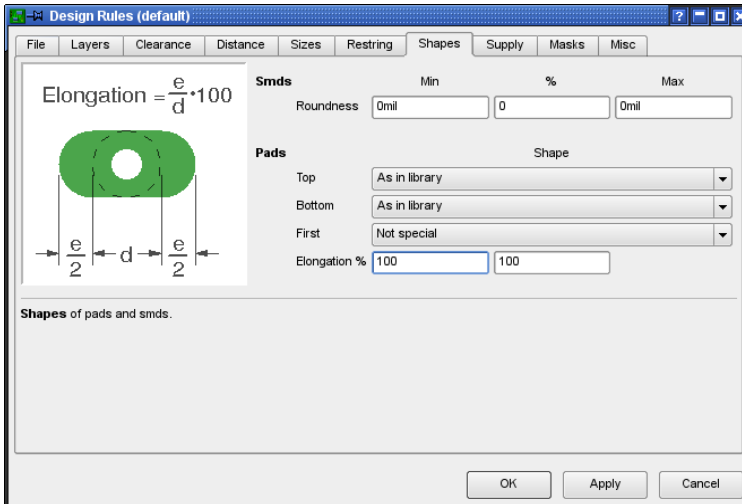 Design Rules (default)
File Layers Clearance Distance Sizes Restring Shapes Supply Masks Misc
Elongation = e/d · 100
e/2 d e/2
Smds Min % Max
Roundness 0mil 0 0mil
Pads Shape
Top As in library
Bottom As in library
First Not special
Elongation % 100 100
Shapes of pads and smds.
OK Apply Cancel